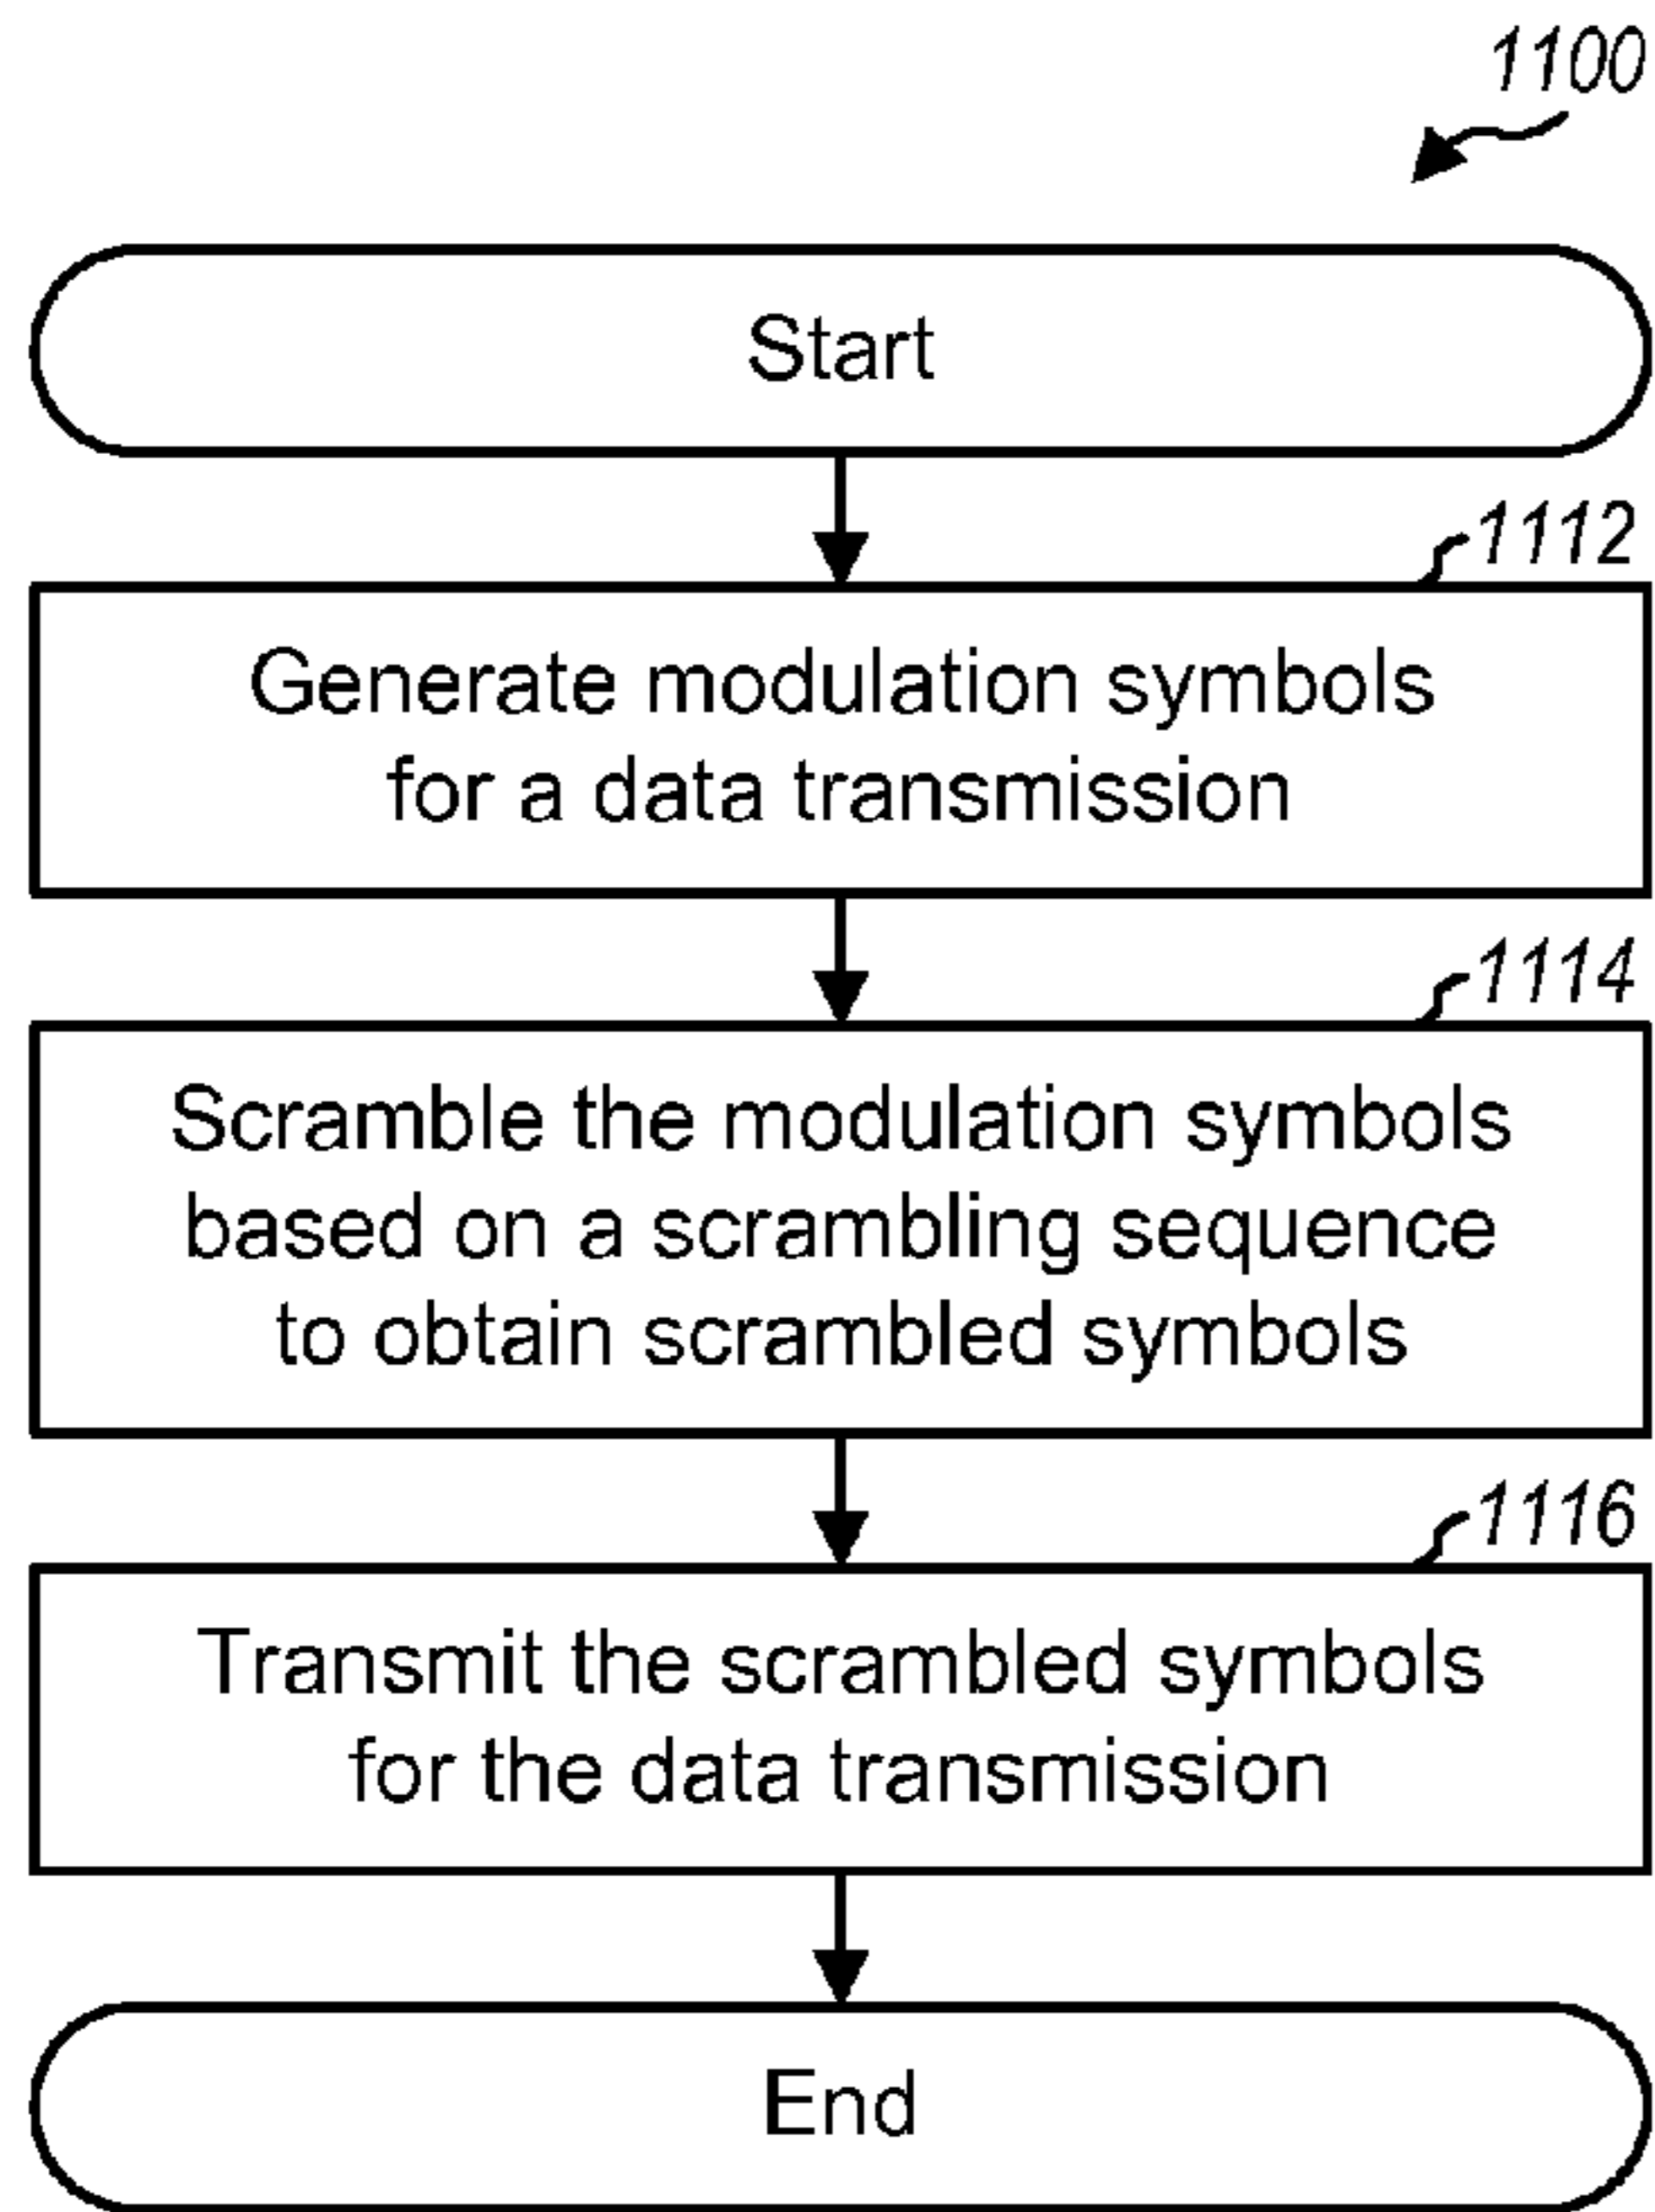 1100
Start
1112
Generate modulation symbols
for a data transmission
1114
Scramble the modulation symbols
based on a scrambling sequence
to obtain scrambled symbols
1116
Transmit the scrambled symbols
for the data transmission
End